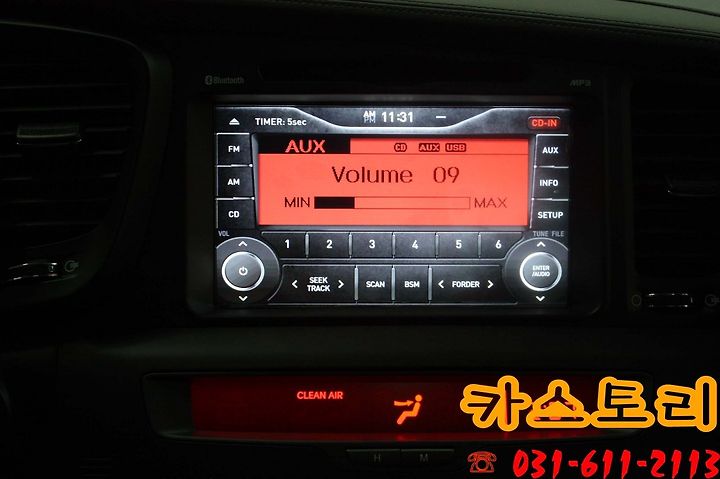 Bluetooth MP3
TIMER: 5sec AM PM 11:31 CD-IN
FM AUX CD AUX USB AUX
Volume 09
AM INFO
MIN MAX
CD SETUP
VOL TUNE FILE
1 2 3 4 5 6
SEEK TRACK SCAN BSM FORDER ENTER /AUDIO
CLEAN AIR
카스토리
H M
☎ 031-611-2113